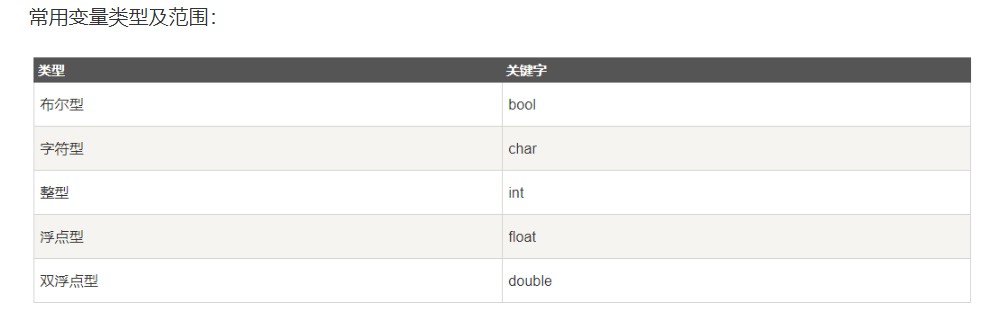 常用变量类型及范围：
类型 关键字
布尔型 bool
字符型 char
整型 int
浮点型 float
双浮点型 double